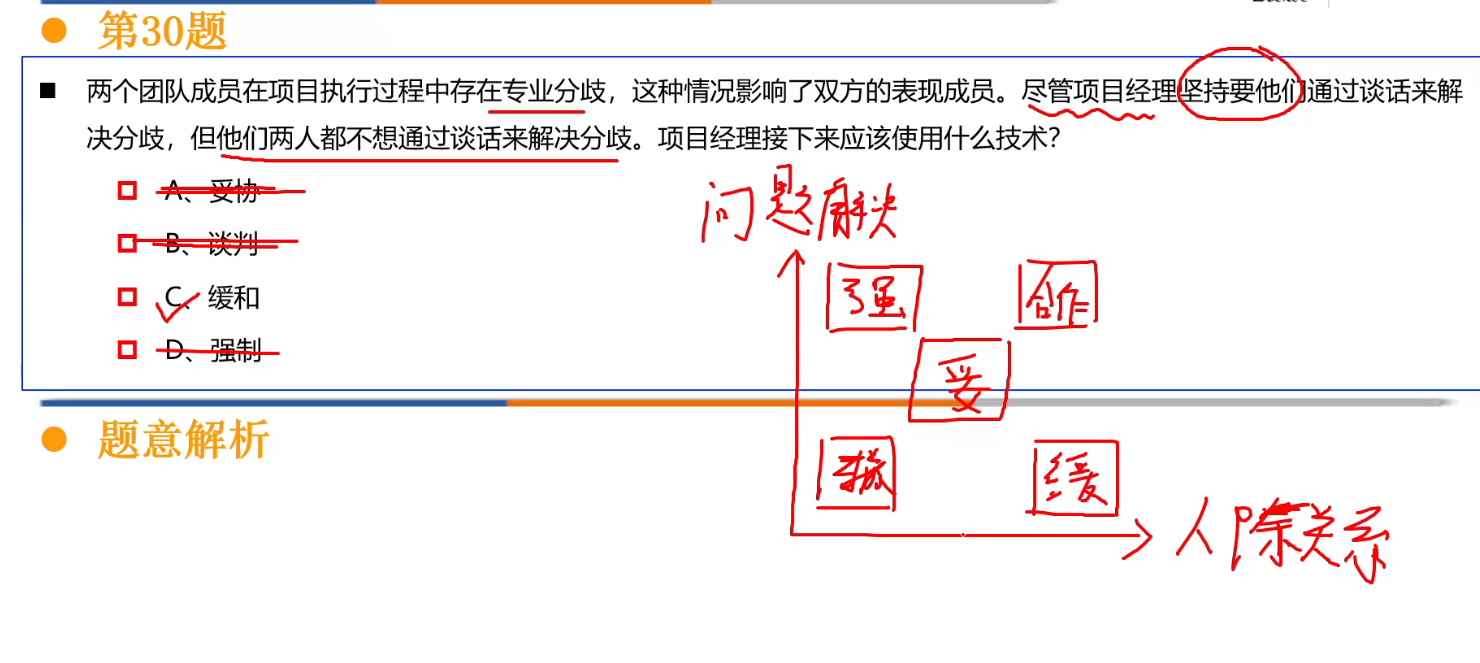 第30题
两个团队成员在项目执行过程中存在专业分歧，这种情况影响了双方的表现成员。尽管项目经理坚持要他们通过谈话来解
决分歧，但他们两人都不想通过谈话来解决分歧。项目经理接下来应该使用什么技术？
A、妥协
B、谈判
C、缓和
D、强制
问题解决
强
合作
妥
缓
人际关系
题意解析